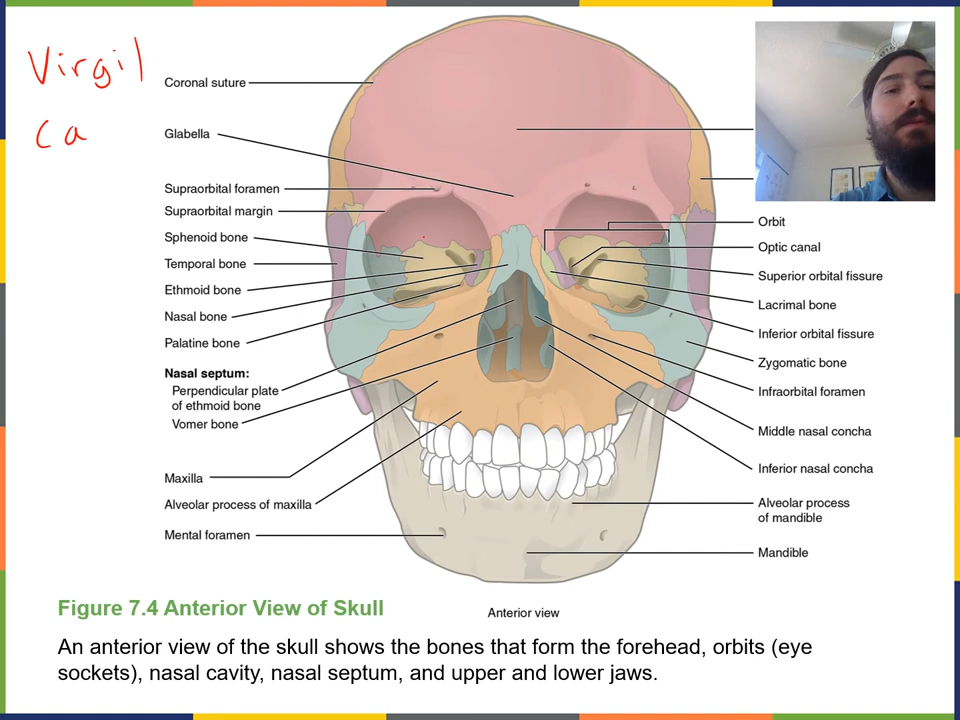 Virgil
Ca
Coronal suture
Glabella
Supraorbital foramen
Supraorbital margin
Sphenoid bone
Temporal bone
Ethmoid bone
Nasal bone
Palatine bone
Nasal septum:
Perpendicular plate
of ethmoid bone
Vomer bone
Maxilla
Alveolar process of maxilla
Mental foramen
Orbit
Optic canal
Superior orbital fissure
Lacrimal bone
Inferior orbital fissure
Zygomatic bone
Infraorbital foramen
Middle nasal concha
Inferior nasal concha
Alveolar process
of mandible
Mandible
Anterior view
Figure 7.4 Anterior View of Skull
An anterior view of the skull shows the bones that form the forehead, orbits (eye
sockets), nasal cavity, nasal septum, and upper and lower jaws.